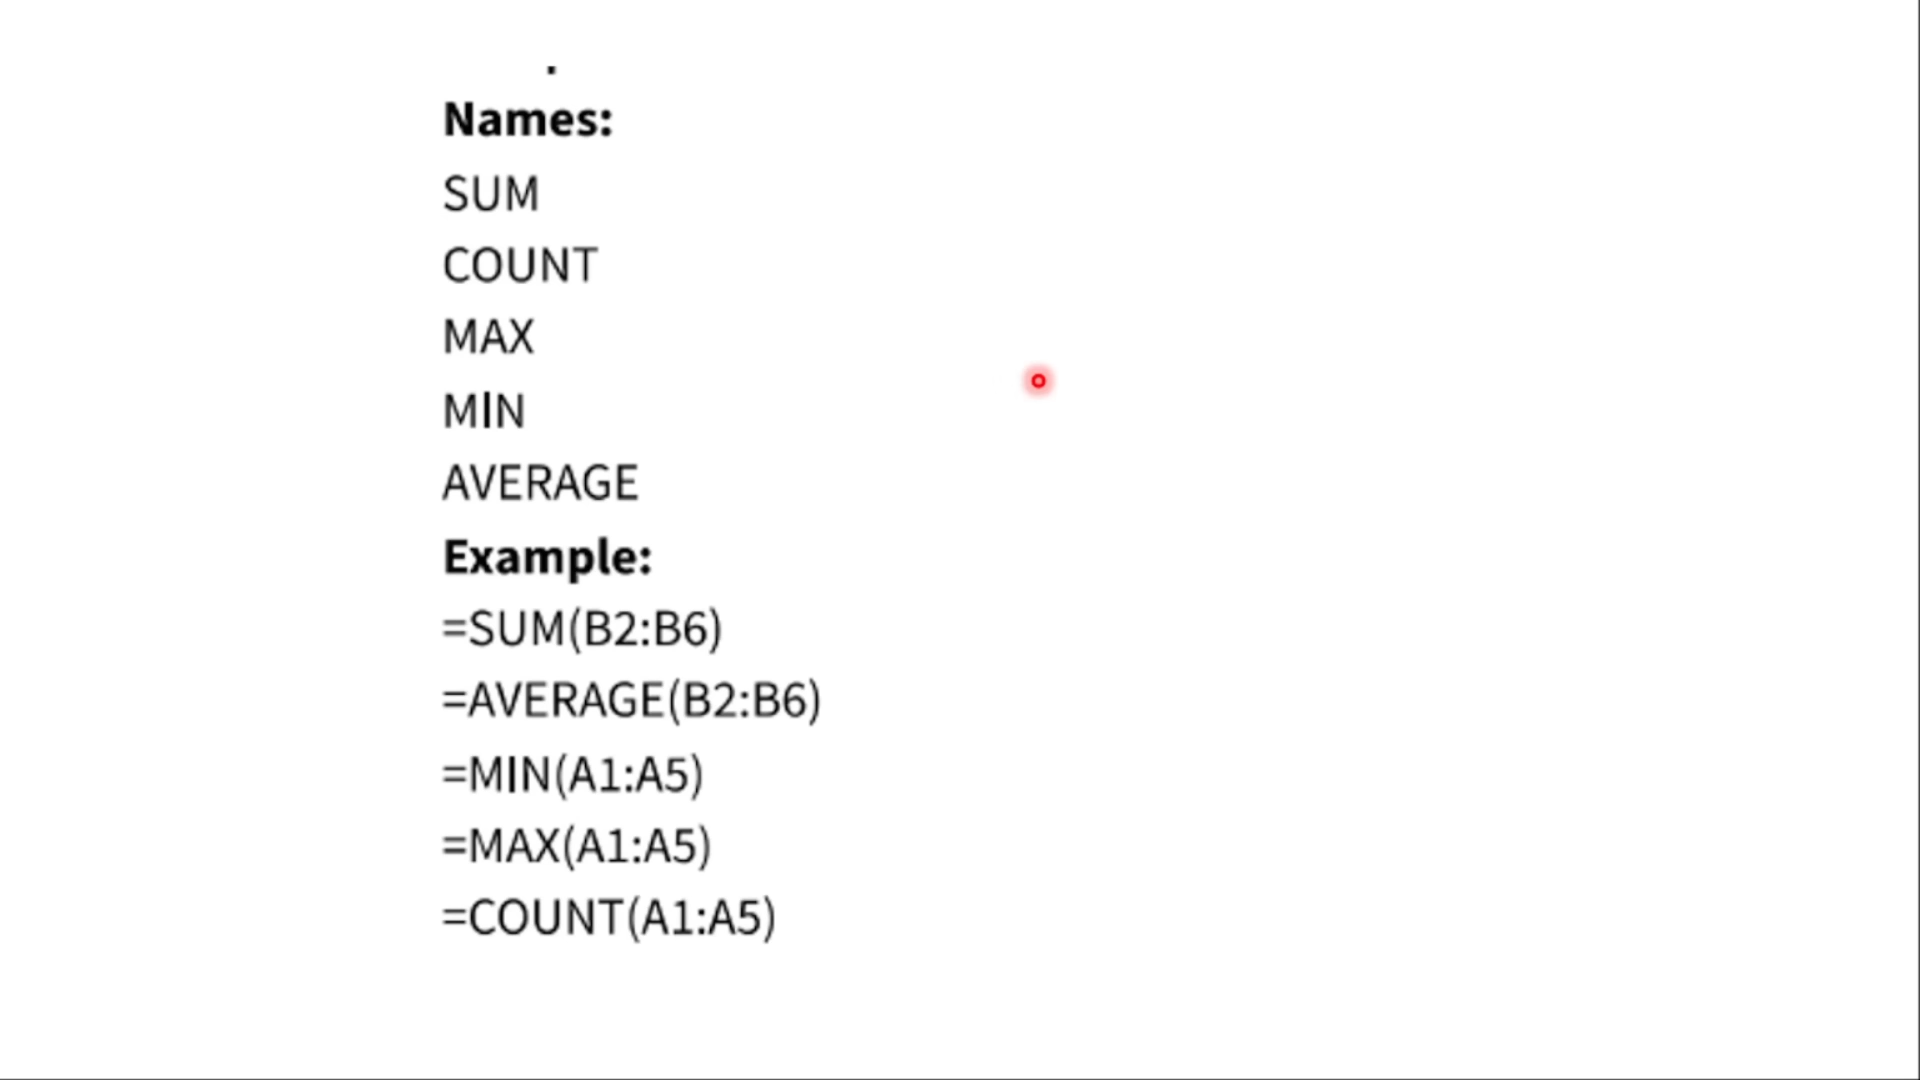 Names:
SUM
COUNT
MAX
MIN
AVERAGE
Example:
=SUM(B2:B6)
=AVERAGE(B2:B6)
=MIN(A1:A5)
=MAX(A1:A5)
=COUNT(A1:A5)